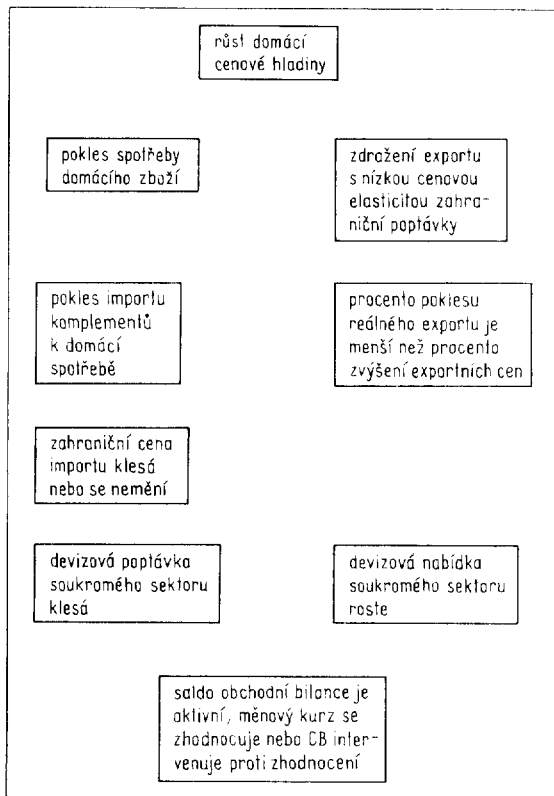 růst domácí
cenové hladiny
pokles spotřeby
domácího zboží
zdražení exportu
s nízkou cenovou
elasticitou zahra-
niční poptávky
pokles importu
komplementů
k domácí
spotřebě
procento poklesu
reálného exportu je
menší než procento
zvýšení exportních cen
zahraniční cena
importu klesá
nebo se nemění
devizová poptávka
soukromého sektoru
klesá
devizová nabídka
soukromého sektoru
roste
saldo obchodní bilance je
aktivní, měnový kurz se
zhodnocuje nebo CB inter-
venuje proti zhodnocení